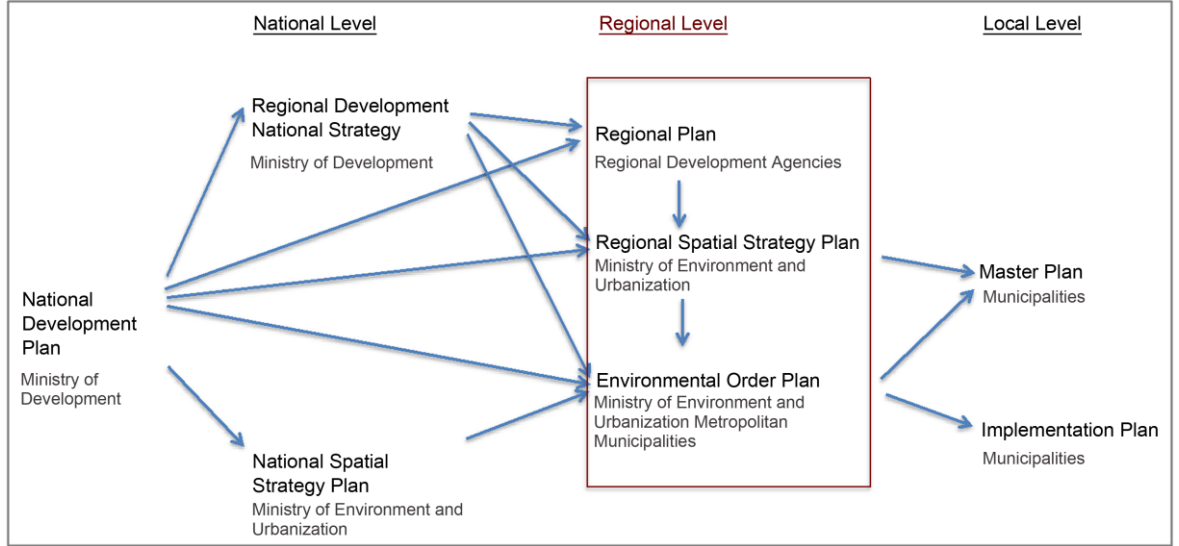 National Level
Regional Level
Local Level
Regional Development
National Strategy
Ministry of Development
Regional Plan
Regional Development Agencies
Regional Spatial Strategy Plan
Ministry of Environment and
Urbanization
Master Plan
Municipalities
National
Development
Plan
Ministry of
Development
Environmental Order Plan
Ministry of Environment and
Urbanization Metropolitan
Municipalities
Implementation Plan
Municipalities
National Spatial
Strategy Plan
Ministry of Environment and
Urbanization